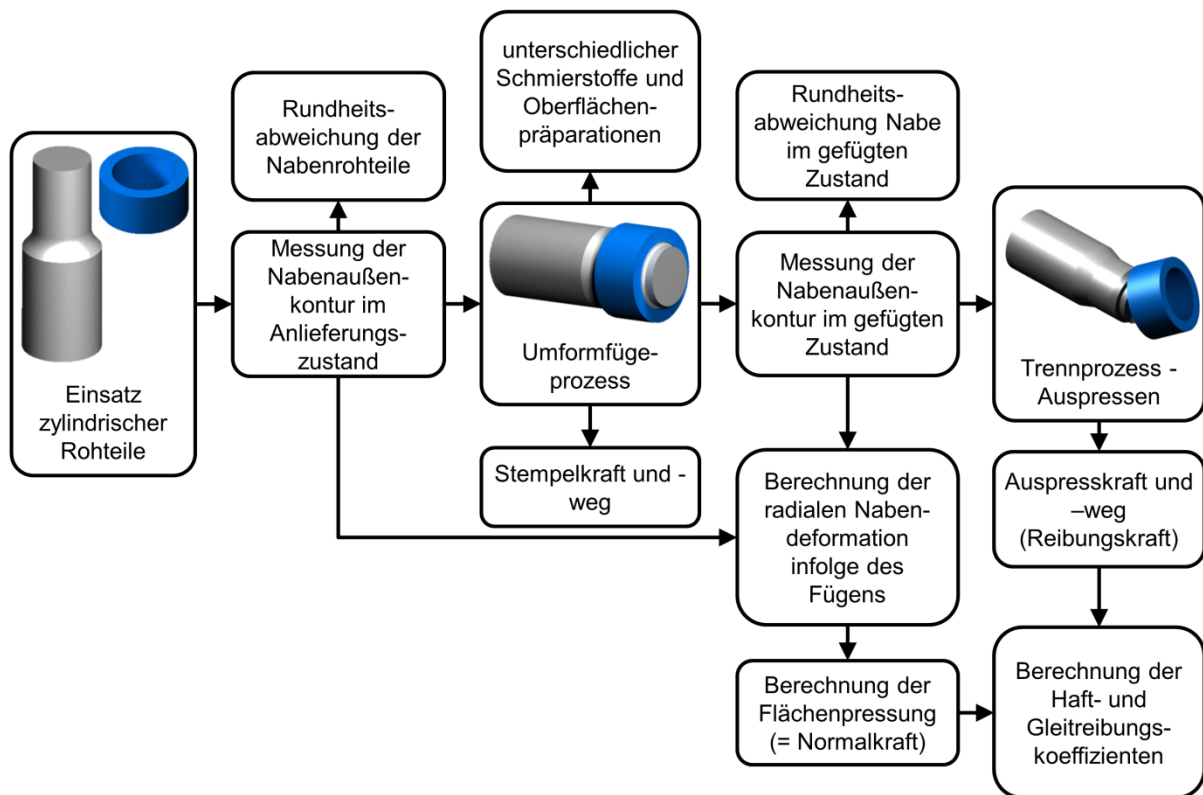 Einsatz
zylindrischer
Rohteile
Rundheits-
abweichung der
Nabenrohteile
Messung der
Nabenaußen-
kontur im
Anlieferungs-
zustand
unterschiedlicher
Schmierstoffe und
Oberflächen-
präparationen
Umformfüge-
prozess
Stempelkraft und -
weg
Rundheits-
abweichung Nabe
im gefügten
Zustand
Messung der
Nabenaußen-
kontur im gefügten
Zustand
Berechnung der
radialen Naben-
deformation
infolge des
Fügens
Berechnung der
Flächenpressung
(= Normalkraft)
Trennprozess -
Auspressen
Auspresskraft und
–weg
(Reibungskraft)
Berechnung der
Haft- und
Gleitreibungs-
koeffizienten